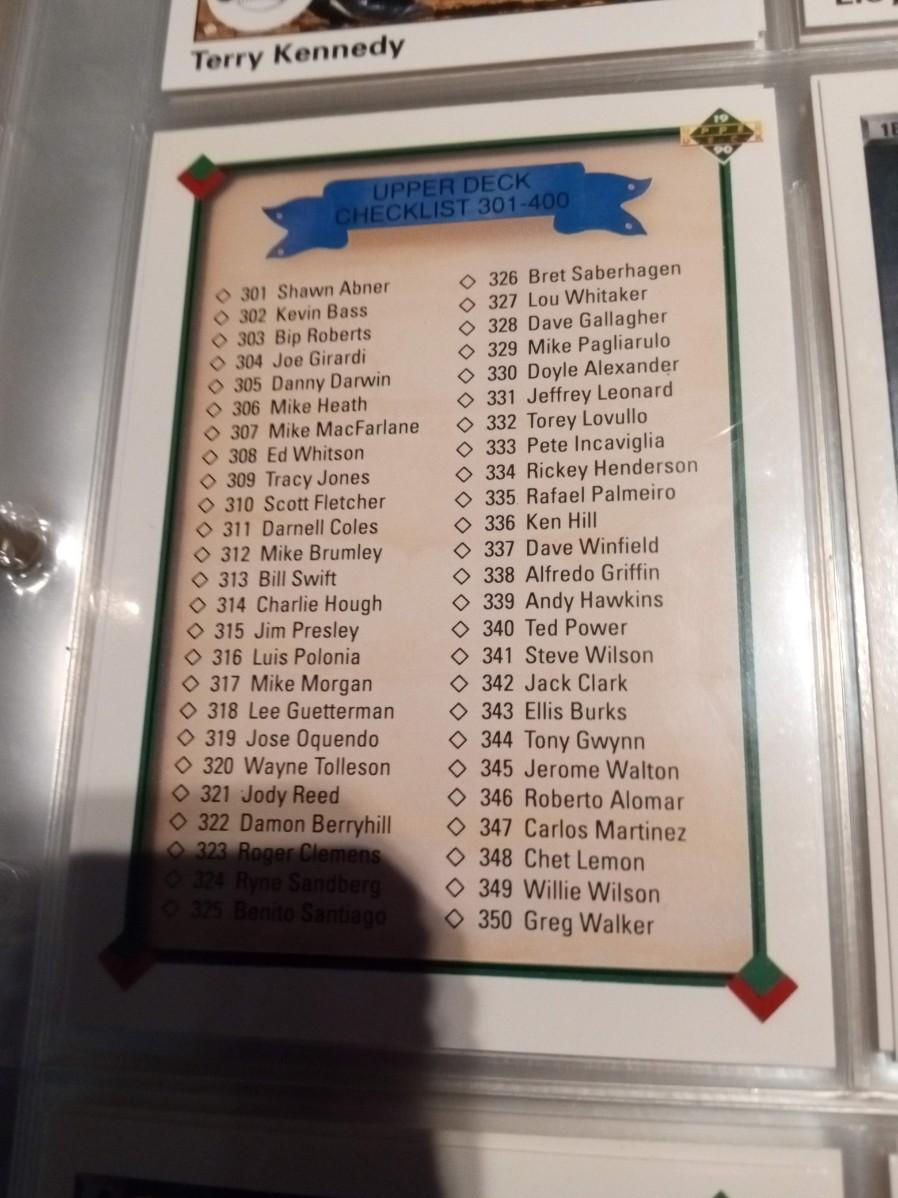 Terry Kennedy
19
UPPER
DECK
90
UPPER DECK
CHECKLIST 301-400
301 Shawn Abner
302 Kevin Bass
303 Bip Roberts
304 Joe Girardi
305 Danny Darwin
306 Mike Heath
307 Mike MacFarlane
308 Ed Whitson
309 Tracy Jones
310 Scott Fletcher
311 Darnell Coles
312 Mike Brumley
313 Bill Swift
314 Charlie Hough
315 Jim Presley
316 Luis Polonia
317 Mike Morgan
318 Lee Guetterman
319 Jose Oquendo
320 Wayne Tolleson
321 Jody Reed
322 Damon Berryhill
323 Roger Clemens
324 Ryne Sandberg
325 Benito Santiago
326 Bret Saberhagen
327 Lou Whitaker
328 Dave Gallagher
329 Mike Pagliarulo
330 Doyle Alexander
331 Jeffrey Leonard
332 Torey Lovullo
333 Pete Incaviglia
334 Rickey Henderson
335 Rafael Palmeiro
336 Ken Hill
337 Dave Winfield
338 Alfredo Griffin
339 Andy Hawkins
340 Ted Power
341 Steve Wilson
342 Jack Clark
343 Ellis Burks
344 Tony Gwynn
345 Jerome Walton
346 Roberto Alomar
347 Carlos Martinez
348 Chet Lemon
349 Willie Wilson
350 Greg Walker